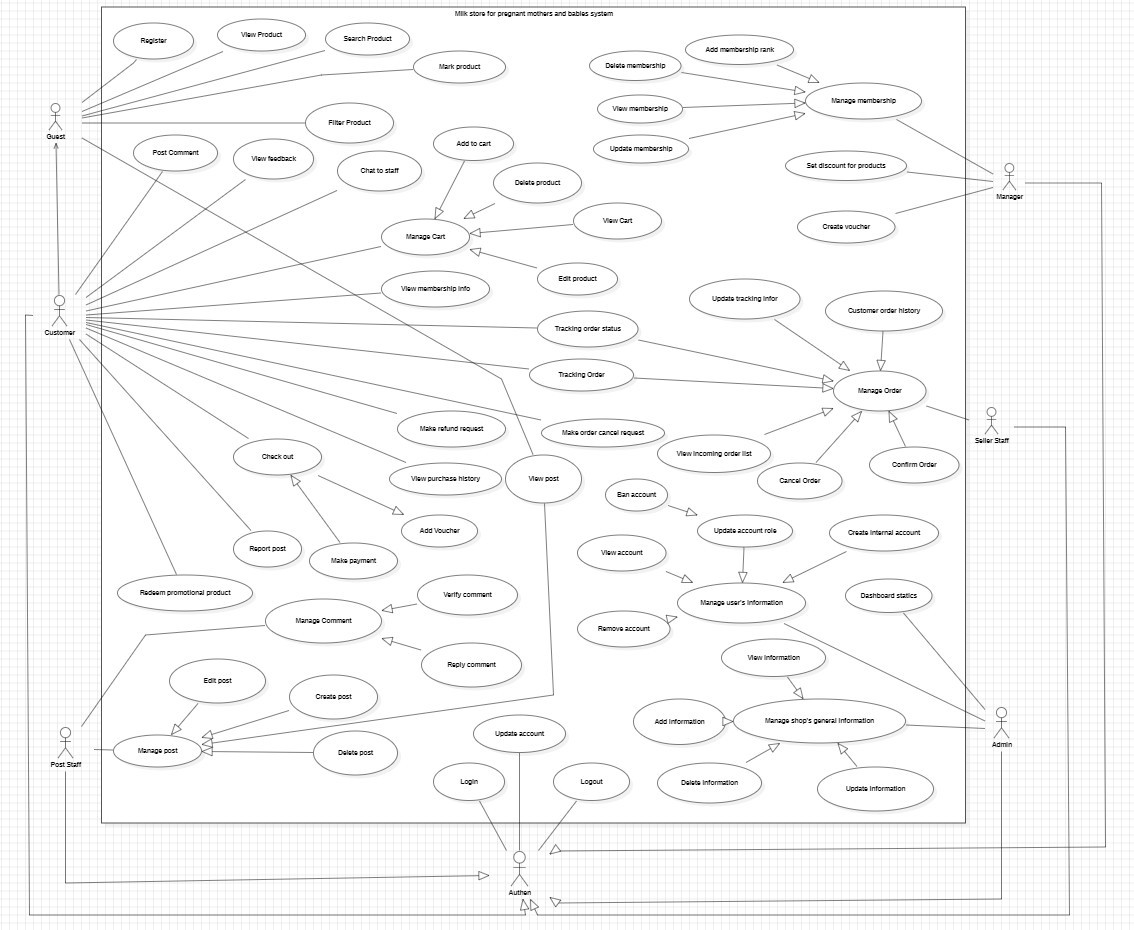 Milk store for pregnant mothers and babies system
Register
View Product
Search Product
Mark product
Add membership rank
Delete membership
Manage membership
View membership
Update membership
Guest
Filter Product
Post Comment
View feedback
Chat to staff
Add to cart
Delete product
View Cart
Manage Cart
Edit product
Set discount for products
Manager
Create voucher
View membership info
Update tracking infor
Customer order history
Customer
Tracking order status
Tracking Order
Manage Order
Make refund request
Make order cancel request
Seller Staff
View incoming order list
Cancel Order
Confirm Order
Check out
View purchase history
View post
Ban account
Add Voucher
Update account role
Create internal account
Report post
Make payment
View account
Redeem promotional product
Verify comment
Manage user's information
Dashboard statics
Manage Comment
Remove account
Reply comment
View information
Edit post
Create post
Add information
Manage shop's general information
Update account
Admin
Post Staff
Manage post
Delete post
Login
Logout
Delete information
Update information
Authen